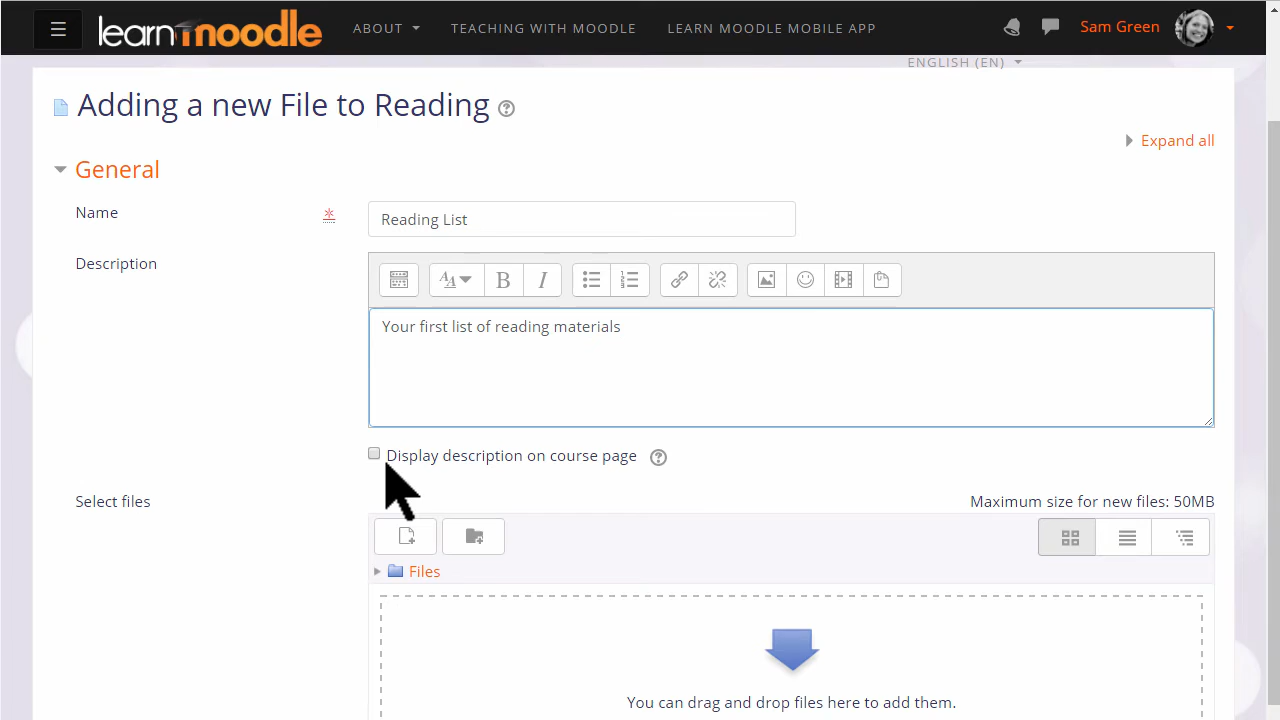 learn moodle ABOUT TEACHING WITH MOODLE LEARN MOODLE MOBILE APP Sam Green
ENGLISH (EN)
Adding a new File to Reading
Expand all
General
Name
Reading List
Description
B I
Your first list of reading materials
Display description on course page
Select files
Maximum size for new files: 50MB
Files
You can drag and drop files here to add them.